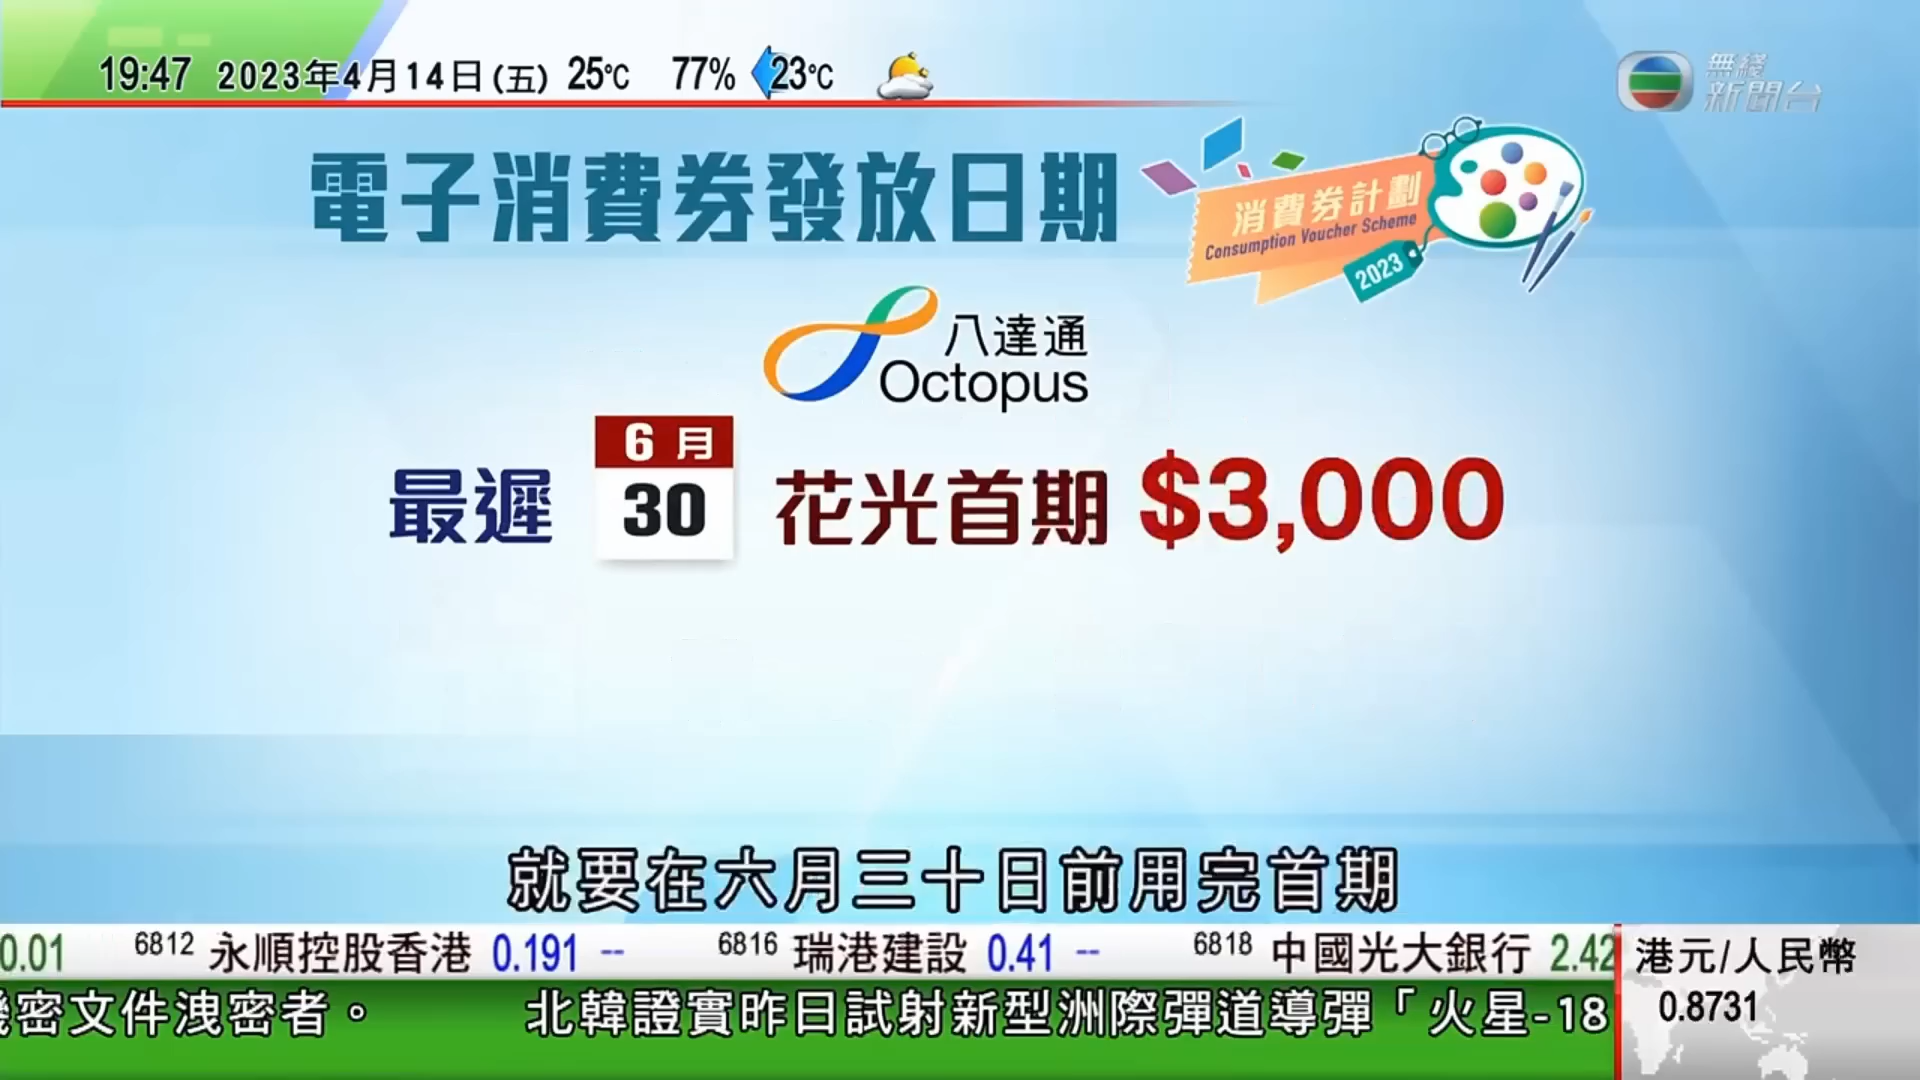 19:47 2023年4月14日(五) 25℃ 77% 23℃
無綫
新聞台
電子消費券發放日期
消費券計劃
Consumption Voucher Scheme
2023
八達通
Octopus
6 月
最遲 30 花光首期 $3,000
就要在六月三十日前用完首期
0.01 6812 永順控股香港 0.191 -- 6816 瑞港建設 0.41 -- 6818 中國光大銀行 2.42
密文件洩密者。 北韓證實昨日試射新型洲際彈道導彈「火星-18
港元/人民幣
0.8731